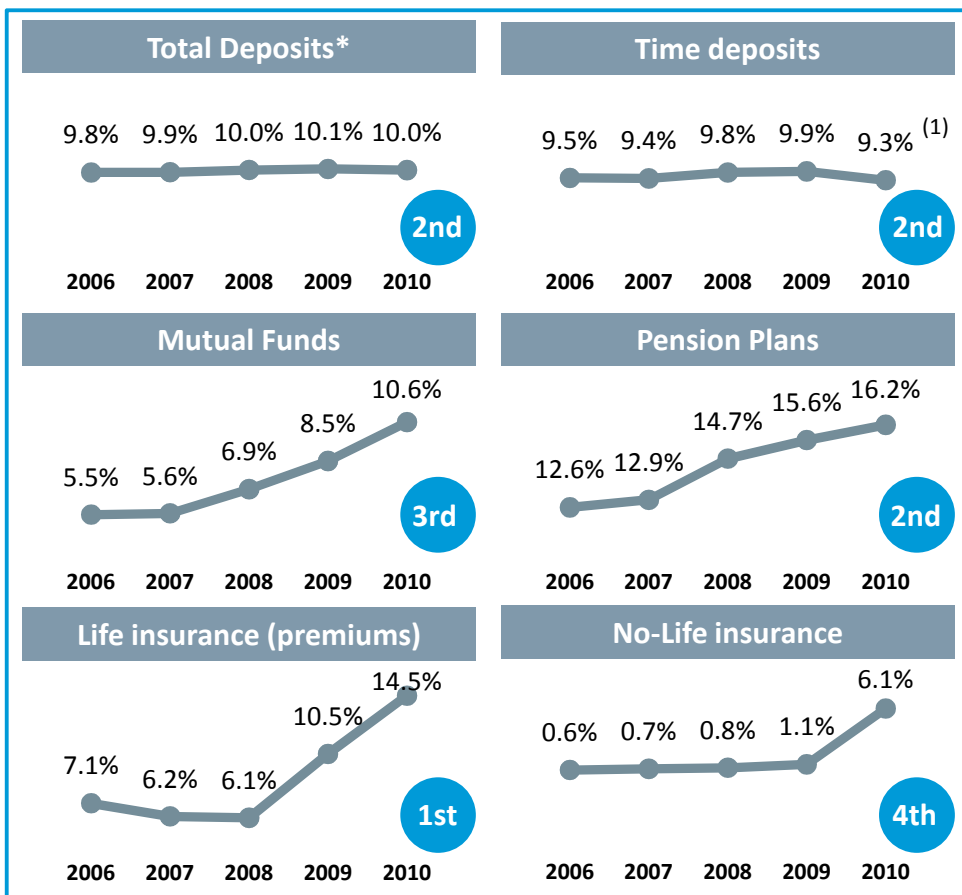 Total Deposits*
9.8% 9.9% 10.0% 10.1% 10.0%
2nd
2006 2007 2008 2009 2010
Time deposits
9.5% 9.4% 9.8% 9.9% 9.3% (1)
2nd
2006 2007 2008 2009 2010
Mutual Funds
5.5% 5.6% 6.9% 8.5% 10.6%
3rd
2006 2007 2008 2009 2010
Pension Plans
12.6% 12.9% 14.7% 15.6% 16.2%
2nd
2006 2007 2008 2009 2010
Life insurance (premiums)
7.1% 6.2% 6.1% 10.5% 14.5%
1st
2006 2007 2008 2009 2010
No-Life insurance
0.6% 0.7% 0.8% 1.1% 6.1%
4th
2006 2007 2008 2009 2010